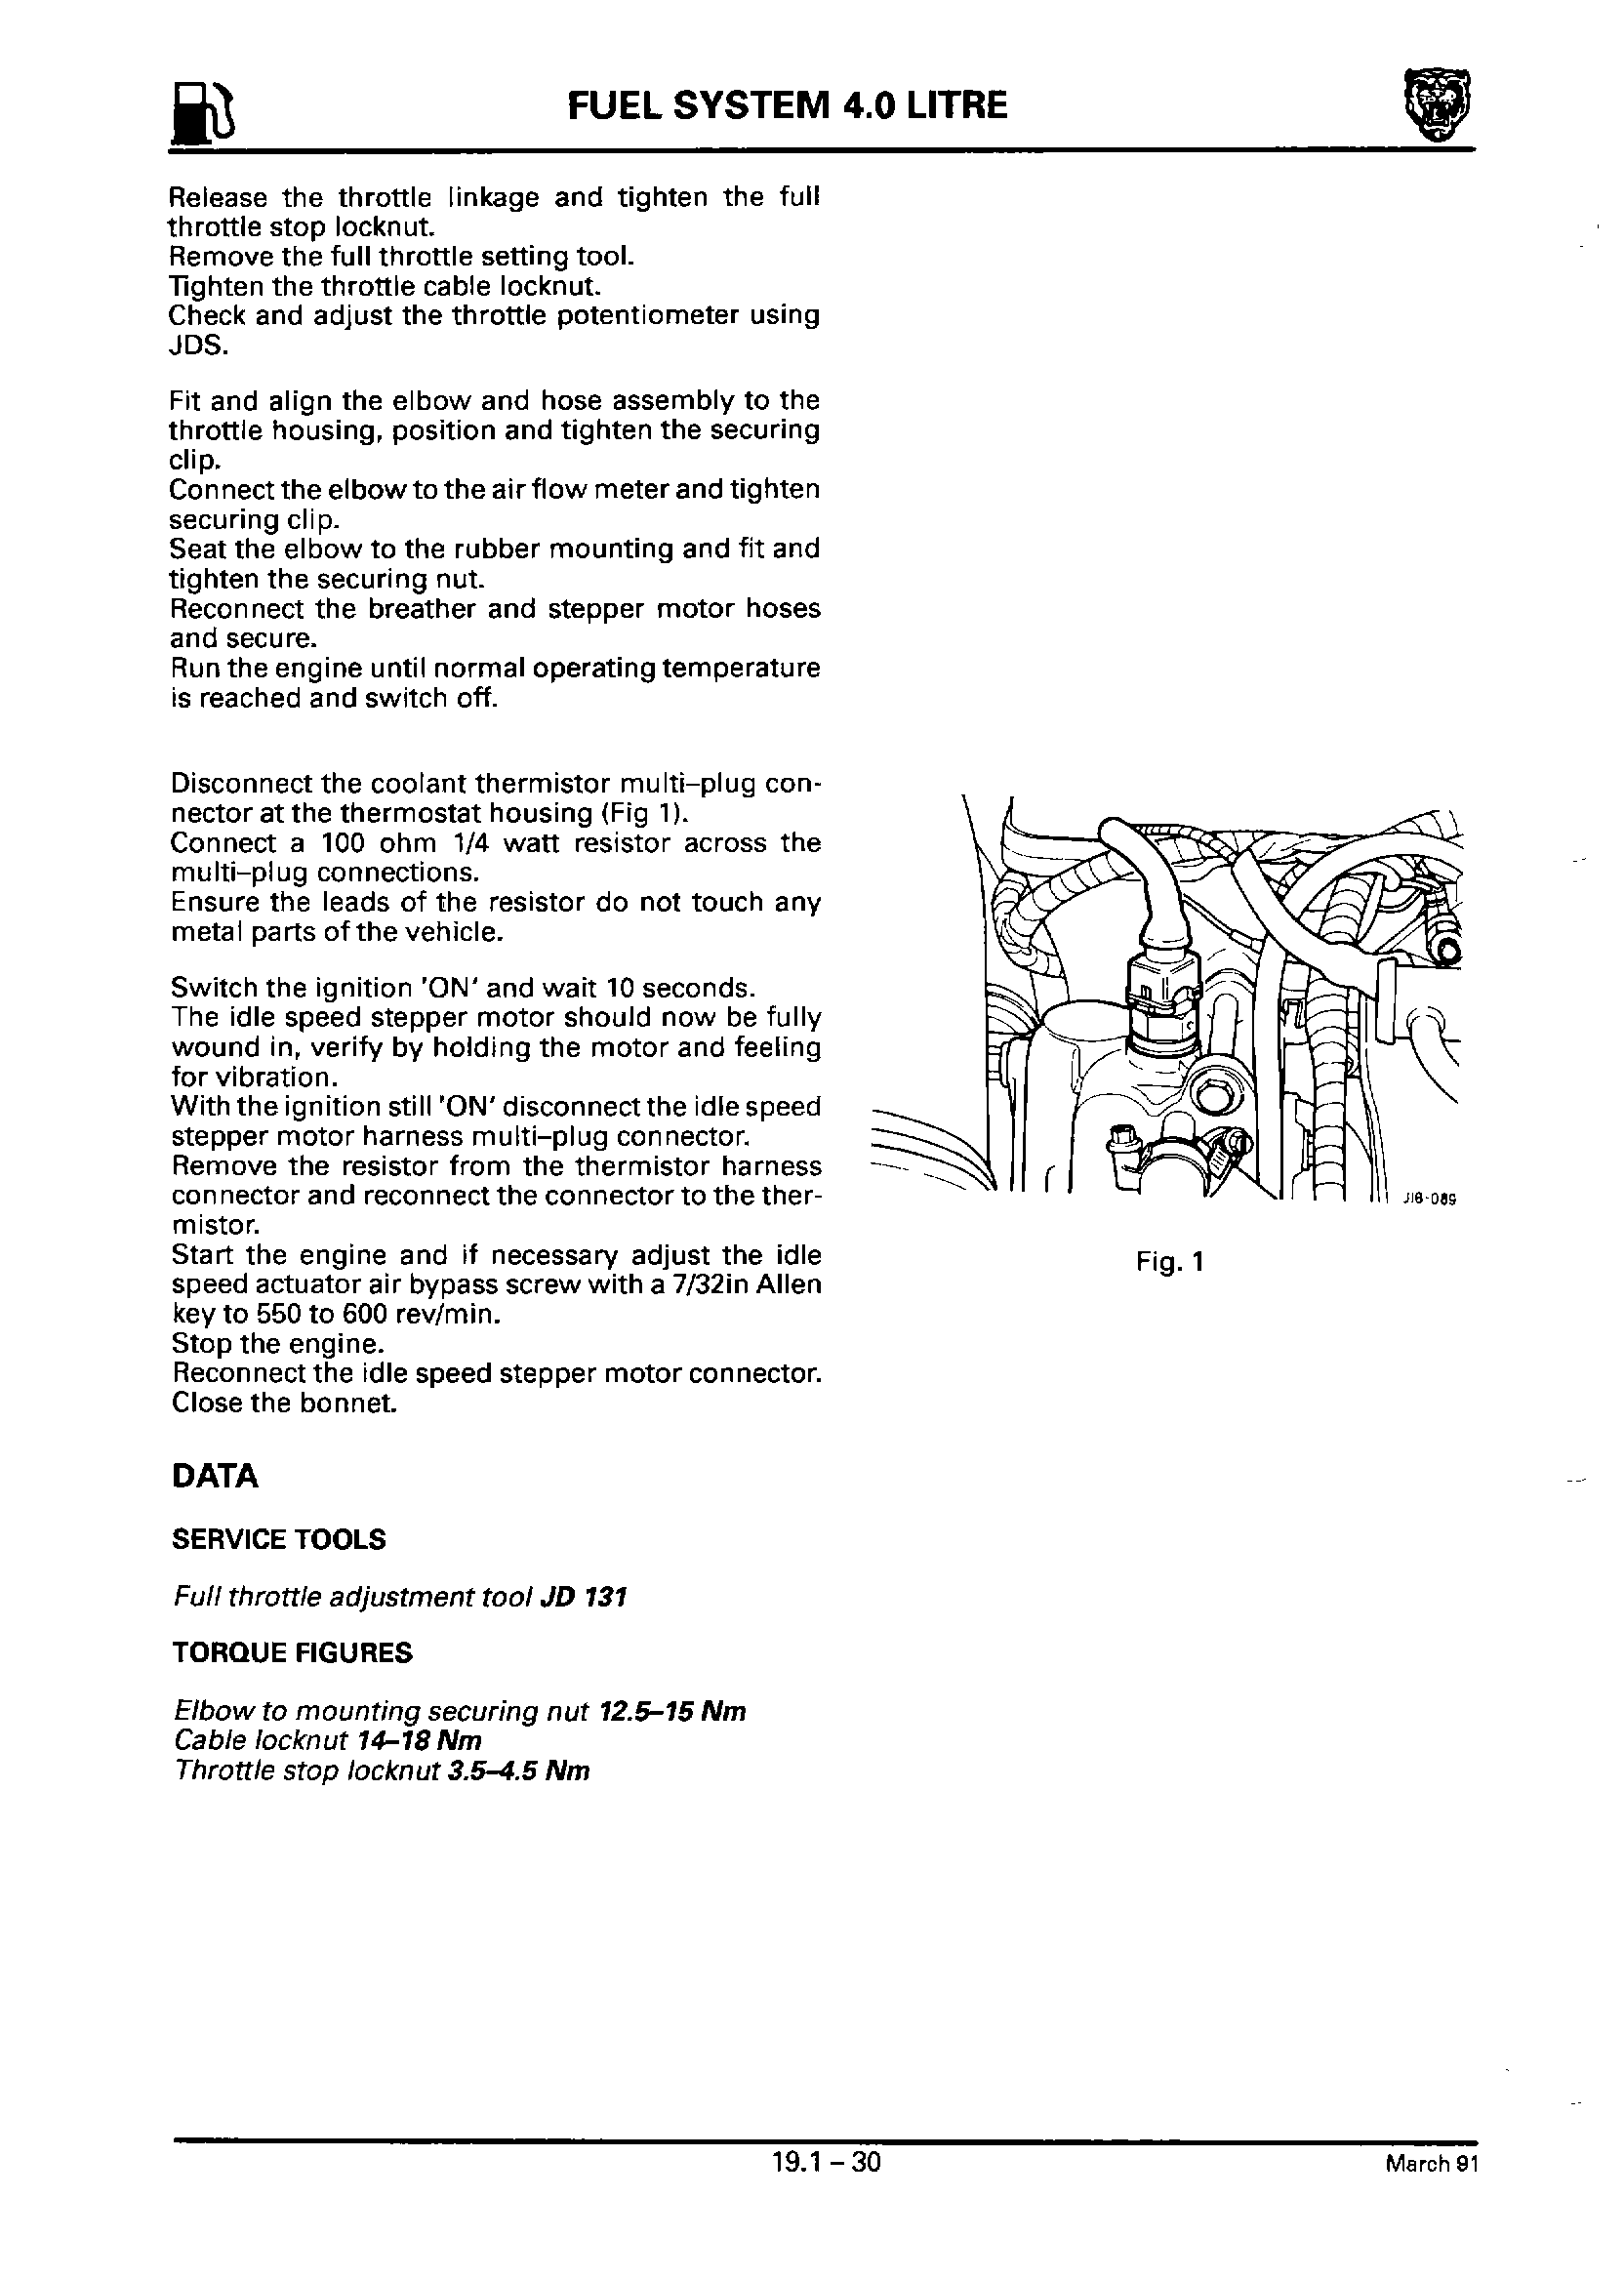 FUEL SYSTEM 4.0 LITRE
Release the throttle linkage and tighten the full
throttle stop locknut.
Remove the full throttle setting tool.
Tighten the throttle cable locknut.
Check and adjust the throttle potentiometer using
JDS.
Fit and align the elbow and hose assembly to the
throttle housing, position and tighten the securing
clip.
Connect the elbow to the air flow meter and tighten
securing clip.
Seat the elbow to the rubber mounting and fit and
tighten the securing nut.
Reconnect the breather and stepper motor hoses
and secure.
Run the engine until normal operating temperature
is reached and switch off.
Disconnect the coolant thermistor multi–plug con-
nector at the thermostat housing (Fig 1).
Connect a 100 ohm 1/4 watt resistor across the
multi–plug connections.
Ensure the leads of the resistor do not touch any
metal parts of the vehicle.
Switch the ignition 'ON' and wait 10 seconds.
The idle speed stepper motor should now be fully
wound in, verify by holding the motor and feeling
for vibration.
With the ignition still 'ON' disconnect the idle speed
stepper motor harness multi–plug connector.
Remove the resistor from the thermistor harness
connector and reconnect the connector to the ther-
mistor.
Start the engine and if necessary adjust the idle
speed actuator air bypass screw with a 7/32in Allen
key to 550 to 600 rev/min.
Stop the engine.
Reconnect the idle speed stepper motor connector.
Close the bonnet.
J16-089
Fig. 1
DATA
SERVICE TOOLS
Full throttle adjustment tool JD 131
TORQUE FIGURES
Elbow to mounting securing nut 12.5–15 Nm
Cable locknut 14–18 Nm
Throttle stop locknut 3.5–4.5 Nm
19.1 – 30
March 91